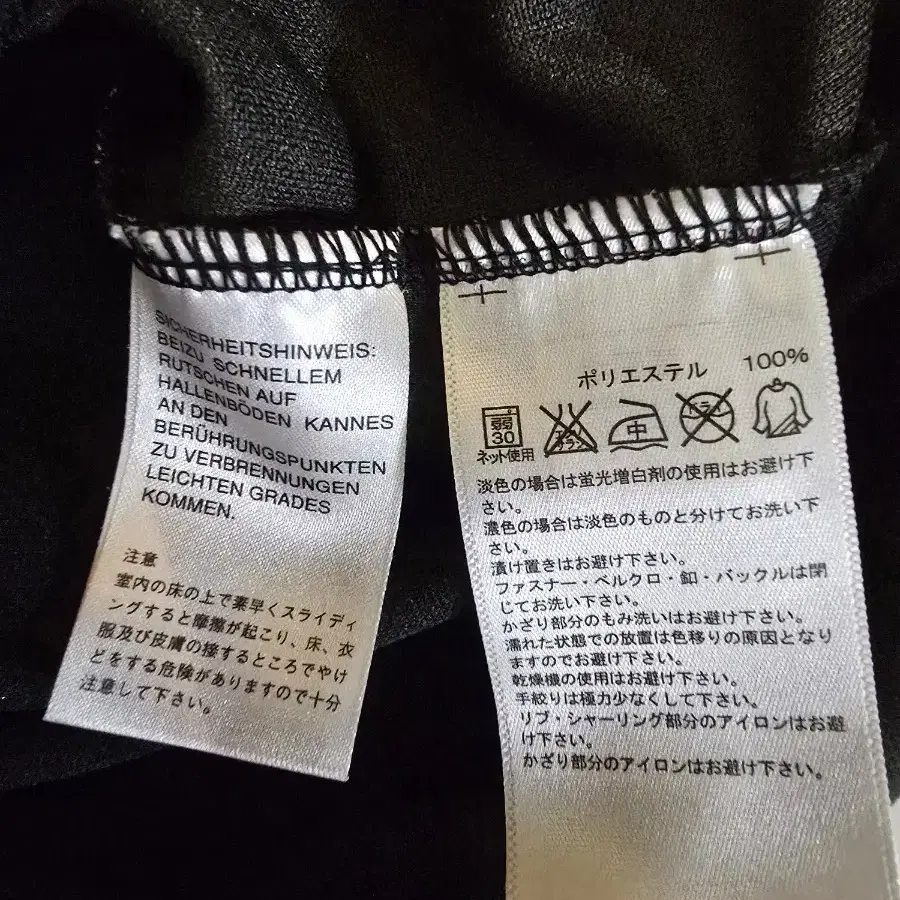 SICHERHEITSHINWEIS:
BEIZU SCHNELLEM
RUTSCHEN AUF
HALLENBÖDEN KANNES
AN DEN
BERÜHRUNGSPUNKTEN
ZU VERBRENNUNGEN
LEICHTEN GRADES
KOMMEN.
注意
室内の床の上で素早くスライディ
ングすると摩擦が起こり、床、衣
服及び皮膚の接するところでやけ
どをする危険がありますので十分
注意して下さい。
ポリエステル 100%
弱
30
ネット使用
エンソ
サラシ
中
ドライ
淡色の場合は蛍光増白剤の使用はお避け下
さい。
濃色の場合は淡色のものと分けてお洗い下
さい。
漬け置きはお避け下さい。
ファスナー・ベルクロ・釦・バックルは閉
じてお洗い下さい。
かざり部分のもみ洗いはお避け下さい。
濡れた状態での放置は色移りの原因となり
ますのでお避け下さい。
乾燥機の使用はお避け下さい。
手絞りは極力少なくして下さい。
リブ・シャーリング部分のアイロンはお避
け下さい。
かざり部分のアイロンはお避け下さい。